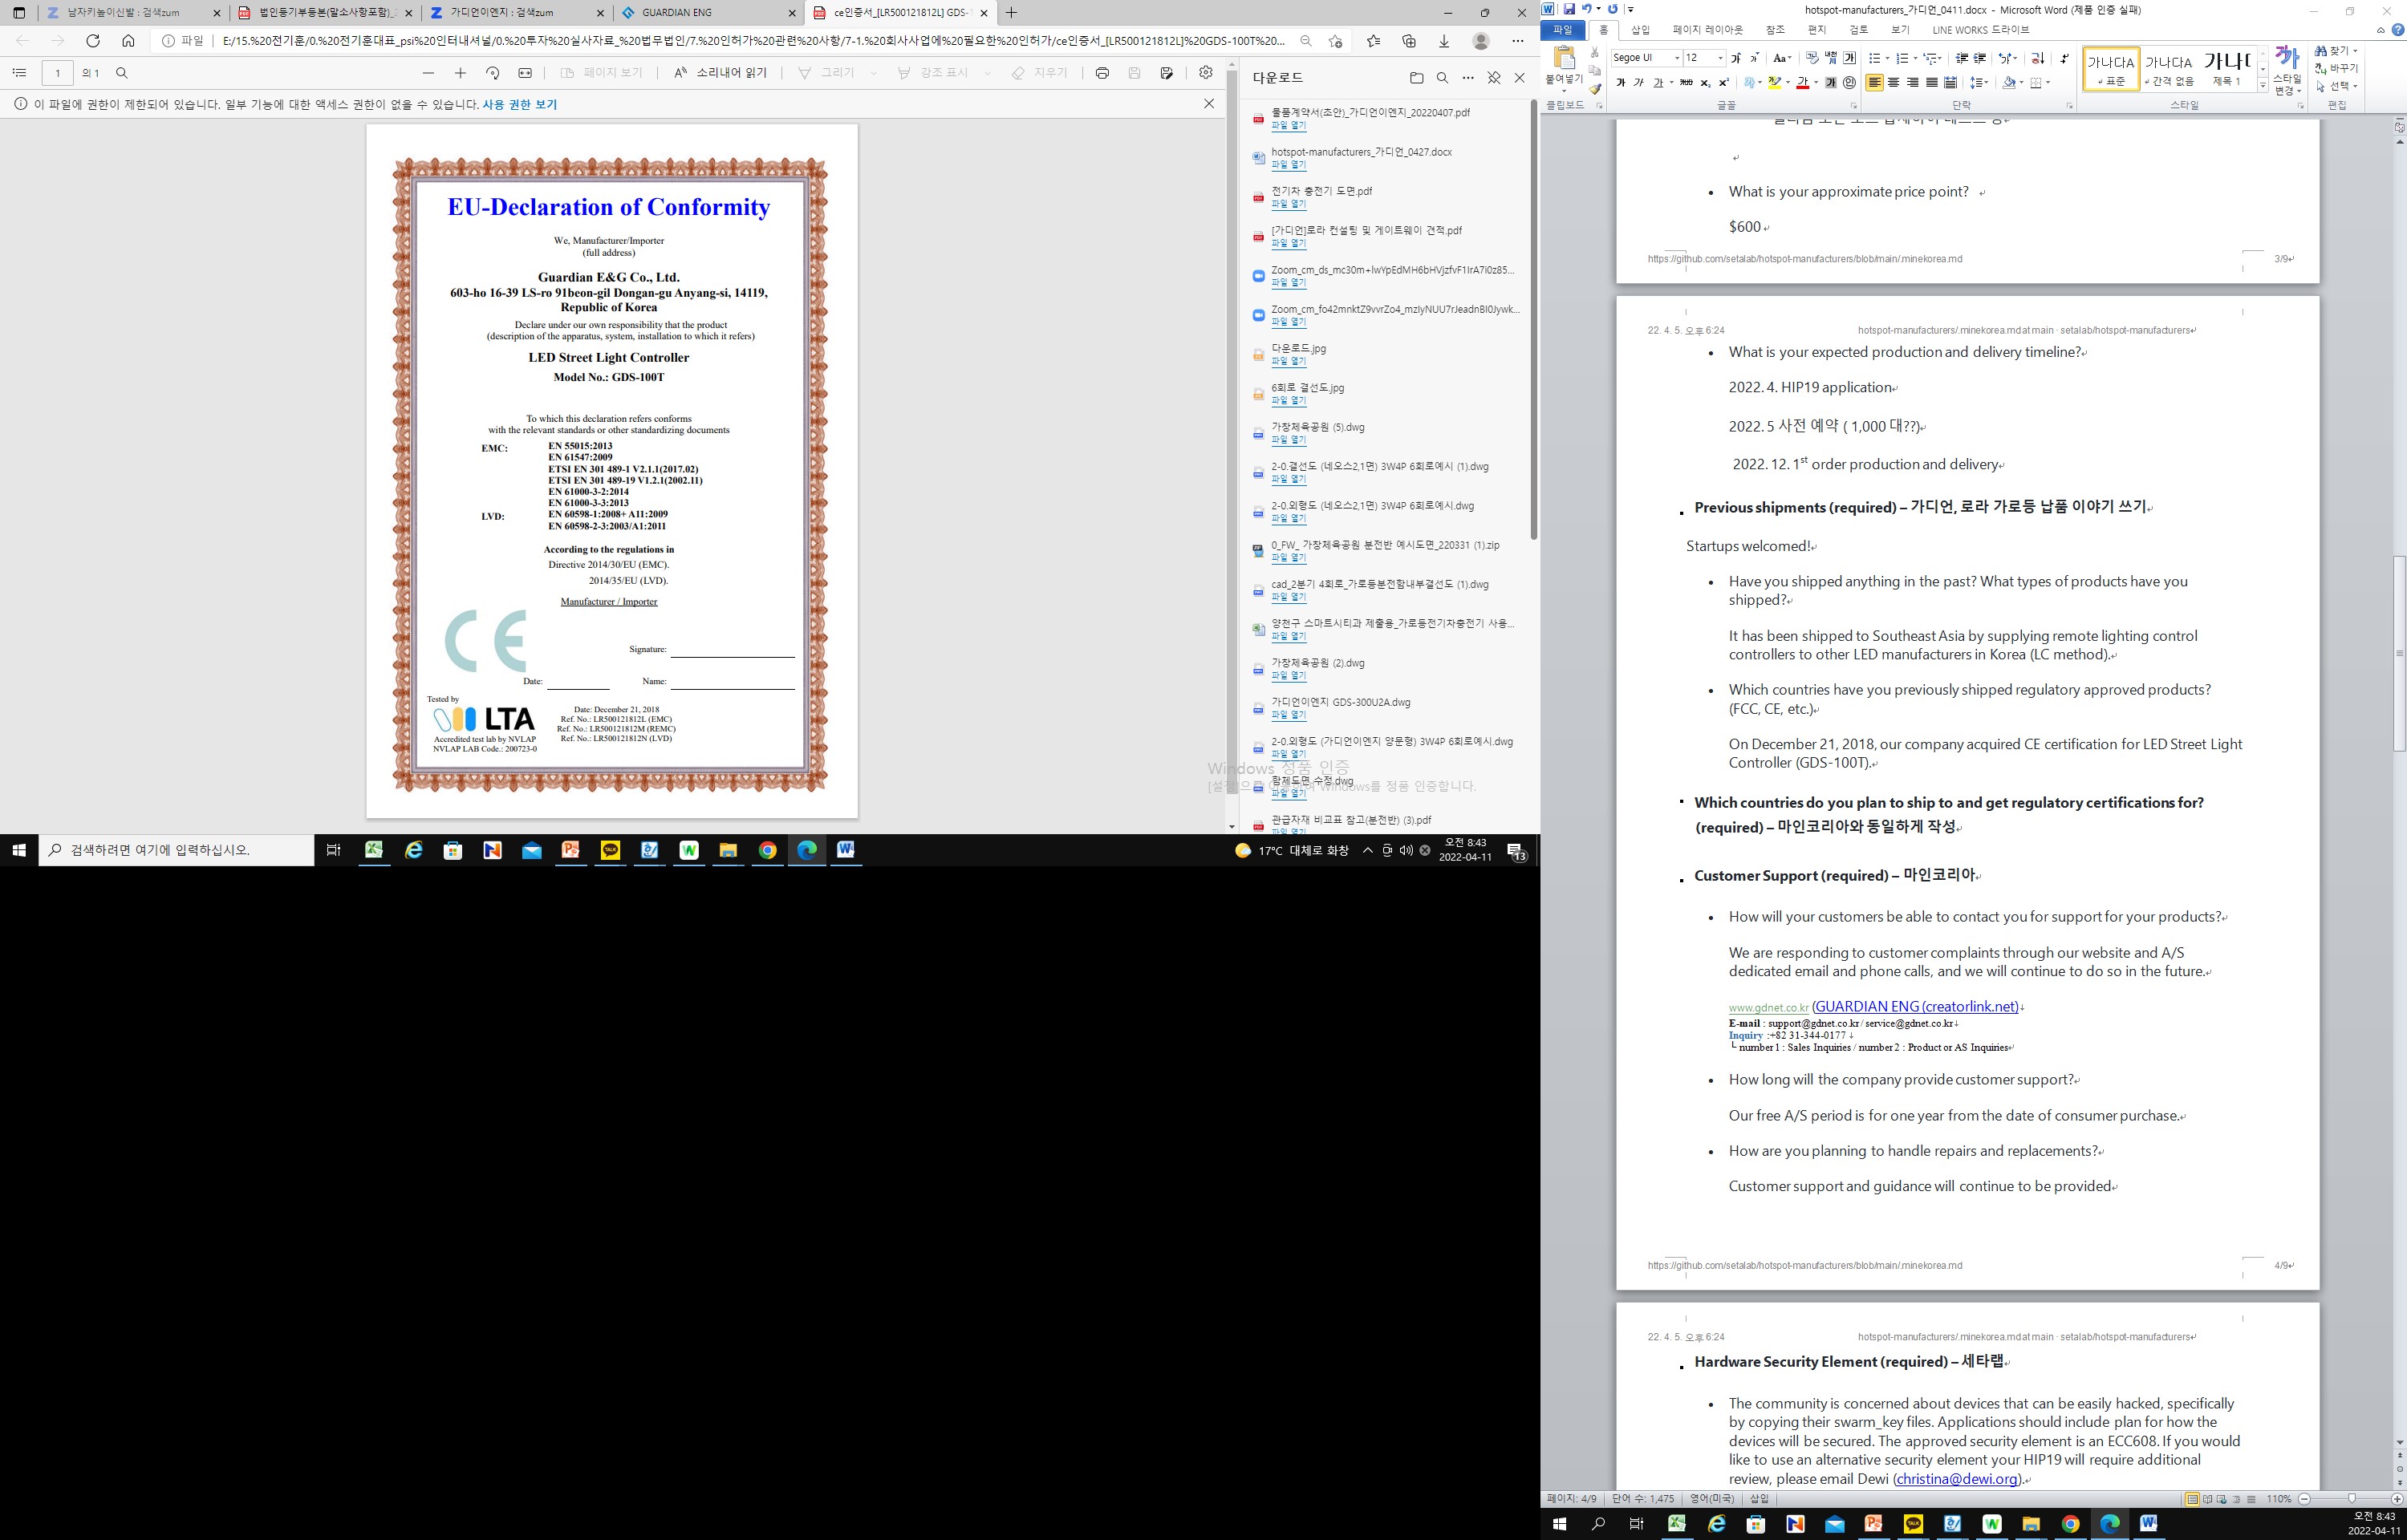 남자키높이신발 : 검색zum
법인등기부등본(말소사항포함)_
가디언이엔지 : 검색zum
GUARDIAN ENG
ce인증서_[LR500121812L] GDS-1
파일
E:/15.%20전기훈/0.%20전기훈대표_psi%20인터내셔널/0.%20투자%20실사자료_%20법무법인/7.%20인허가%20관련%20사항/7-1.%20회사사업에%20필요한%20인허가/ce인증서_[LR500121812L]%20GDS-100T%20...
1 의 1
페이지 보기
소리내어 읽기
그리기
강조 표시
지우기
이 파일에 권한이 제한되어 있습니다. 일부 기능에 대한 액세스 권한이 없을 수 있습니다. 사용 권한 보기
EU-Declaration of Conformity
We, Manufacturer/Importer
(full address)
Guardian E&G Co., Ltd.
603-ho 16-39 LS-ro 91beon-gil Dongan-gu Anyang-si, 14119,
Republic of Korea
Declare under our own responsibility that the product
(description of the apparatus, system, installation to which it refers)
LED Street Light Controller
Model No.: GDS-100T
To which this declaration refers conforms
with the relevant standards or other standardizing documents
EMC: EN 55015:2013
EN 61547:2009
ETSI EN 301 489-1 V2.1.1(2017.02)
ETSI EN 301 489-19 V1.2.1(2002.11)
EN 61000-3-2:2014
EN 61000-3-3:2013
LVD: EN 60598-1:2008+ A11:2009
EN 60598-2-3:2003/A1:2011
According to the regulations in
Directive 2014/30/EU (EMC).
2014/35/EU (LVD).
Manufacturer / Importer
CE
Signature:
Date: Name:
Tested by
LTA
Accredited test lab by NVLAP
NVLAP LAB Code.: 200723-0
Date: December 21, 2018
Ref. No.: LR500121812L (EMC)
Ref. No.: LR500121812M (REMC)
Ref. No.: LR500121812N (LVD)
다운로드
물품계약서(초안)_가디언이엔지_20220407.pdf
파일 열기
hotspot-manufacturers_가디언_0427.docx
파일 열기
전기차 충전기 도면.pdf
파일 열기
[가디언]로라 컨설팅 및 게이트웨이 견적.pdf
파일 열기
Zoom_cm_ds_mc30m+lwYpEdMH6bHVjzfvF1IrA7i0z85...
파일 열기
Zoom_cm_fo42mnktZ9vvrZo4_mzIyNUU7rJeadnBI0Jywk...
파일 열기
다운로드.jpg
파일 열기
6회로 결선도.jpg
파일 열기
가창체육공원 (5).dwg
파일 열기
2-0.결선도 (네오스2,1면) 3W4P 6회로예시 (1).dwg
파일 열기
2-0.외형도 (네오스2,1면) 3W4P 6회로예시.dwg
파일 열기
0_FW_ 가창체육공원 분전반 예시도면_220331 (1).zip
파일 열기
cad_2분기 4회로_가로등분전함내부결선도 (1).dwg
파일 열기
양천구 스마트시티과 제출용_가로등전기차충전기 사용...
파일 열기
가창체육공원 (2).dwg
파일 열기
가디언이엔지 GDS-300U2A.dwg
파일 열기
2-0.외형도 (가디언이엔지 양문형) 3W4P 6회로예시.dwg
파일 열기
함체도면 수정.dwg
파일 열기
관급자재 비교표 참고(분전반) (3).pdf
파일 열기
Windows 정품 인증
[설정]으로 이동하여 Windows를 정품 인증합니다.
검색하려면 여기에 입력하십시오.
17°C 대체로 화창
오전 8:43
2022-04-11
13
hotspot-manufacturers_가디언_0411.docx - Microsoft Word (제품 인증 실패)
파일 홈 삽입 페이지 레이아웃 참조 편지 검토 보기 LINE WORKS 드라이브
붙여넣기
Segoe UI 12
가나다A 가나다A 가나다
표준 간격 없음 제목 1
스타일 변경
찾기
바꾸기
선택
클립보드 글꼴 단락 스타일 편집
What is your approximate price point?
$600
https://github.com/setalab/hotspot-manufacturers/blob/main/.minekorea.md 3/9
22. 4. 5. 오후 6:24 hotspot-manufacturers/.minekorea.md at main · setalab/hotspot-manufacturers
What is your expected production and delivery timeline?
2022. 4. HIP19 application
2022. 5 사전 예약 ( 1,000 대??)
2022. 12. 1st order production and delivery
Previous shipments (required) – 가디언, 로라 가로등 납품 이야기 쓰기
Startups welcomed!
Have you shipped anything in the past? What types of products have you
shipped?
It has been shipped to Southeast Asia by supplying remote lighting control
controllers to other LED manufacturers in Korea (LC method).
Which countries have you previously shipped regulatory approved products?
(FCC, CE, etc.)
On December 21, 2018, our company acquired CE certification for LED Street Light
Controller (GDS-100T).
Which countries do you plan to ship to and get regulatory certifications for?
(required) – 마인코리아와 동일하게 작성
Customer Support (required) – 마인코리아
How will your customers be able to contact you for support for your products?
We are responding to customer complaints through our website and A/S
dedicated email and phone calls, and we will continue to do so in the future.
www.gdnet.co.kr (GUARDIAN ENG (creatorlink.net)
E-mail : support@gdnet.co.kr / service@gdnet.co.kr
Inquiry :+82 31-344-0177
└ number 1 : Sales Inquiries / number 2 : Product or AS Inquiries
How long will the company provide customer support?
Our free A/S period is for one year from the date of consumer purchase.
How are you planning to handle repairs and replacements?
Customer support and guidance will continue to be provided
https://github.com/setalab/hotspot-manufacturers/blob/main/.minekorea.md 4/9
22. 4. 5. 오후 6:24 hotspot-manufacturers/.minekorea.md at main · setalab/hotspot-manufacturers
Hardware Security Element (required) – 세타랩
The community is concerned about devices that can be easily hacked, specifically
by copying their swarm_key files. Applications should include plan for how the
devices will be secured. The approved security element is an ECC608. If you would
like to use an alternative security element your HIP19 will require additional
review, please email Dewi (christina@dewi.org).
페이지: 4/9 단어 수: 1,475 영어(미국) 삽입 110%
오전 8:43
2022-04-11